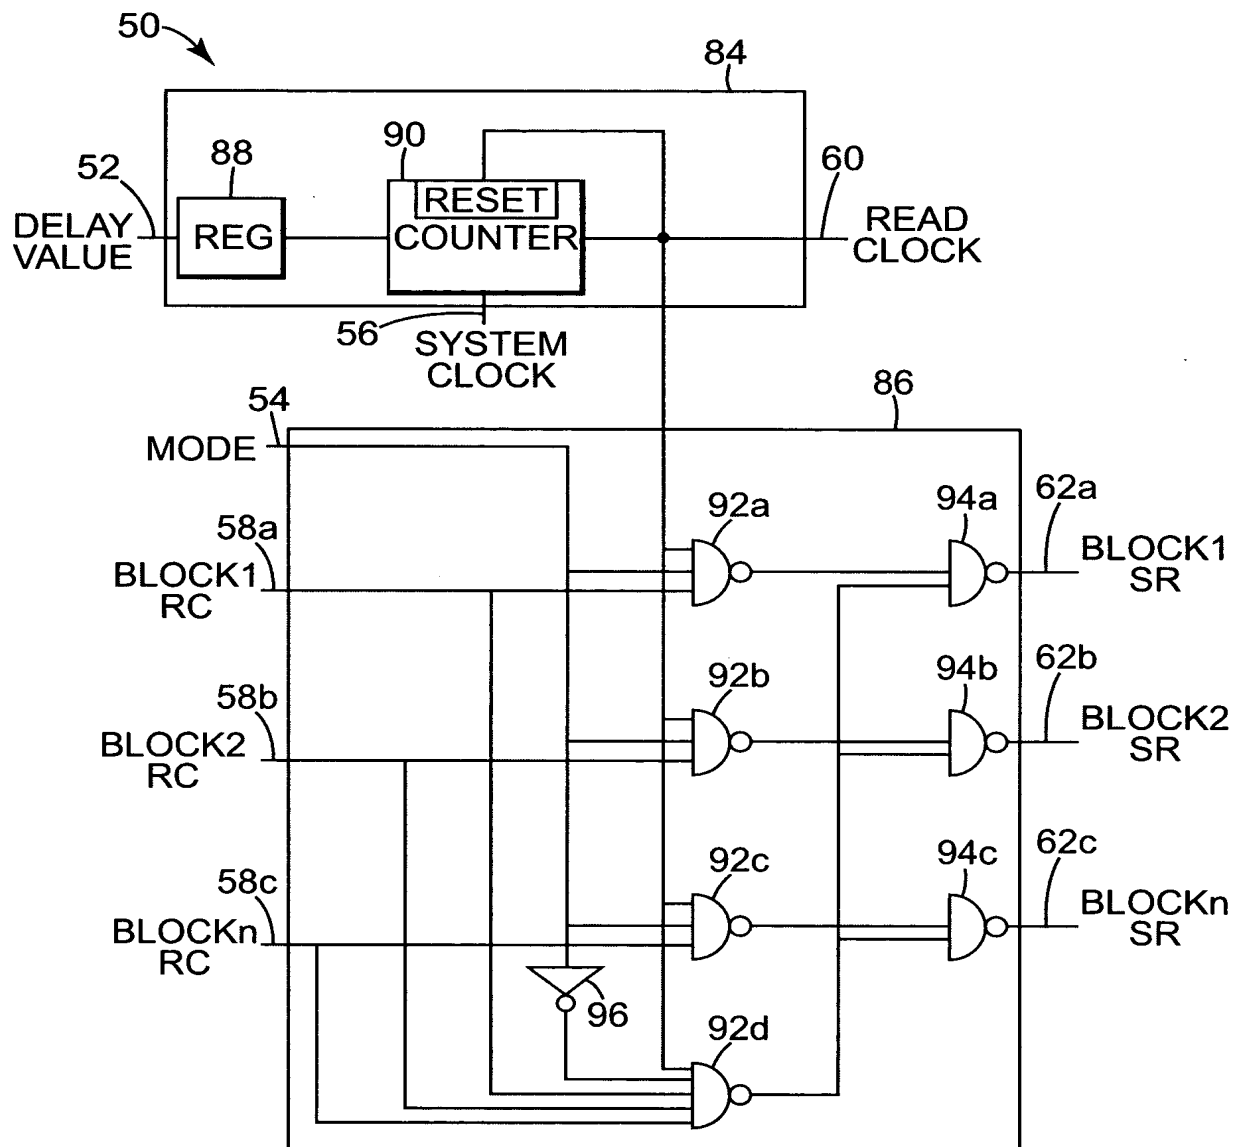 50
84
90
88
52
60
DELAY
VALUE
REG
RESET
COUNTER
READ
CLOCK
56
SYSTEM
CLOCK
54
86
MODE
92a
94a
62a
58a
BLOCK1
RC
BLOCK1
SR
92b
94b
62b
58b
BLOCK2
RC
BLOCK2
SR
92c
94c
62c
58c
BLOCKn
RC
BLOCKn
SR
96
92d